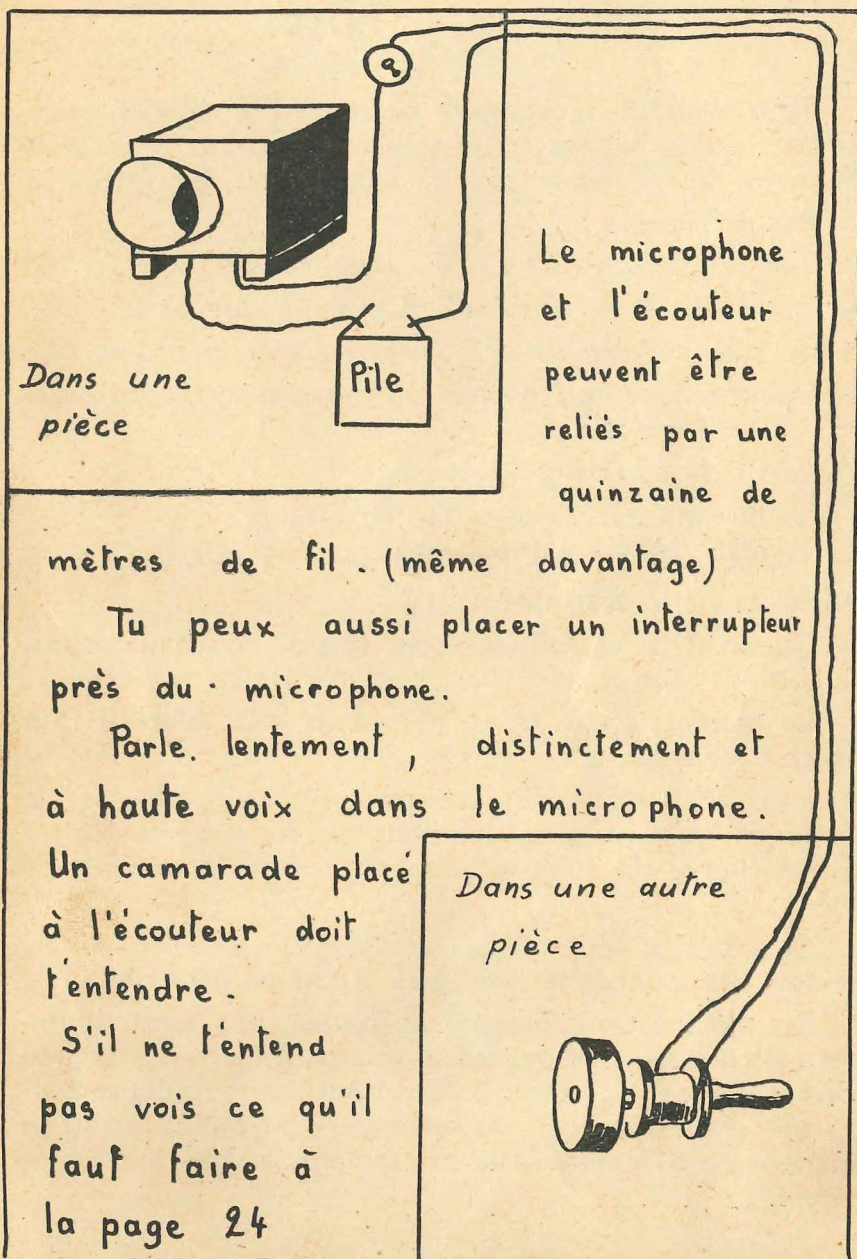 Dans une
pièce
Pile
Le microphone
et l'écouteur
peuvent être
reliés par une
quinzaine de
mètres de fil . (même davantage)
Tu peux aussi placer un interrupteur
près du microphone.
Parle. lentement , distinctement et
à haute voix dans le microphone.
Un camarade placé
à l'écouteur doit
t'entendre.
S'il ne t'entend
pas vois ce qu'il
faut faire à
la page 24
Dans une autre
pièce